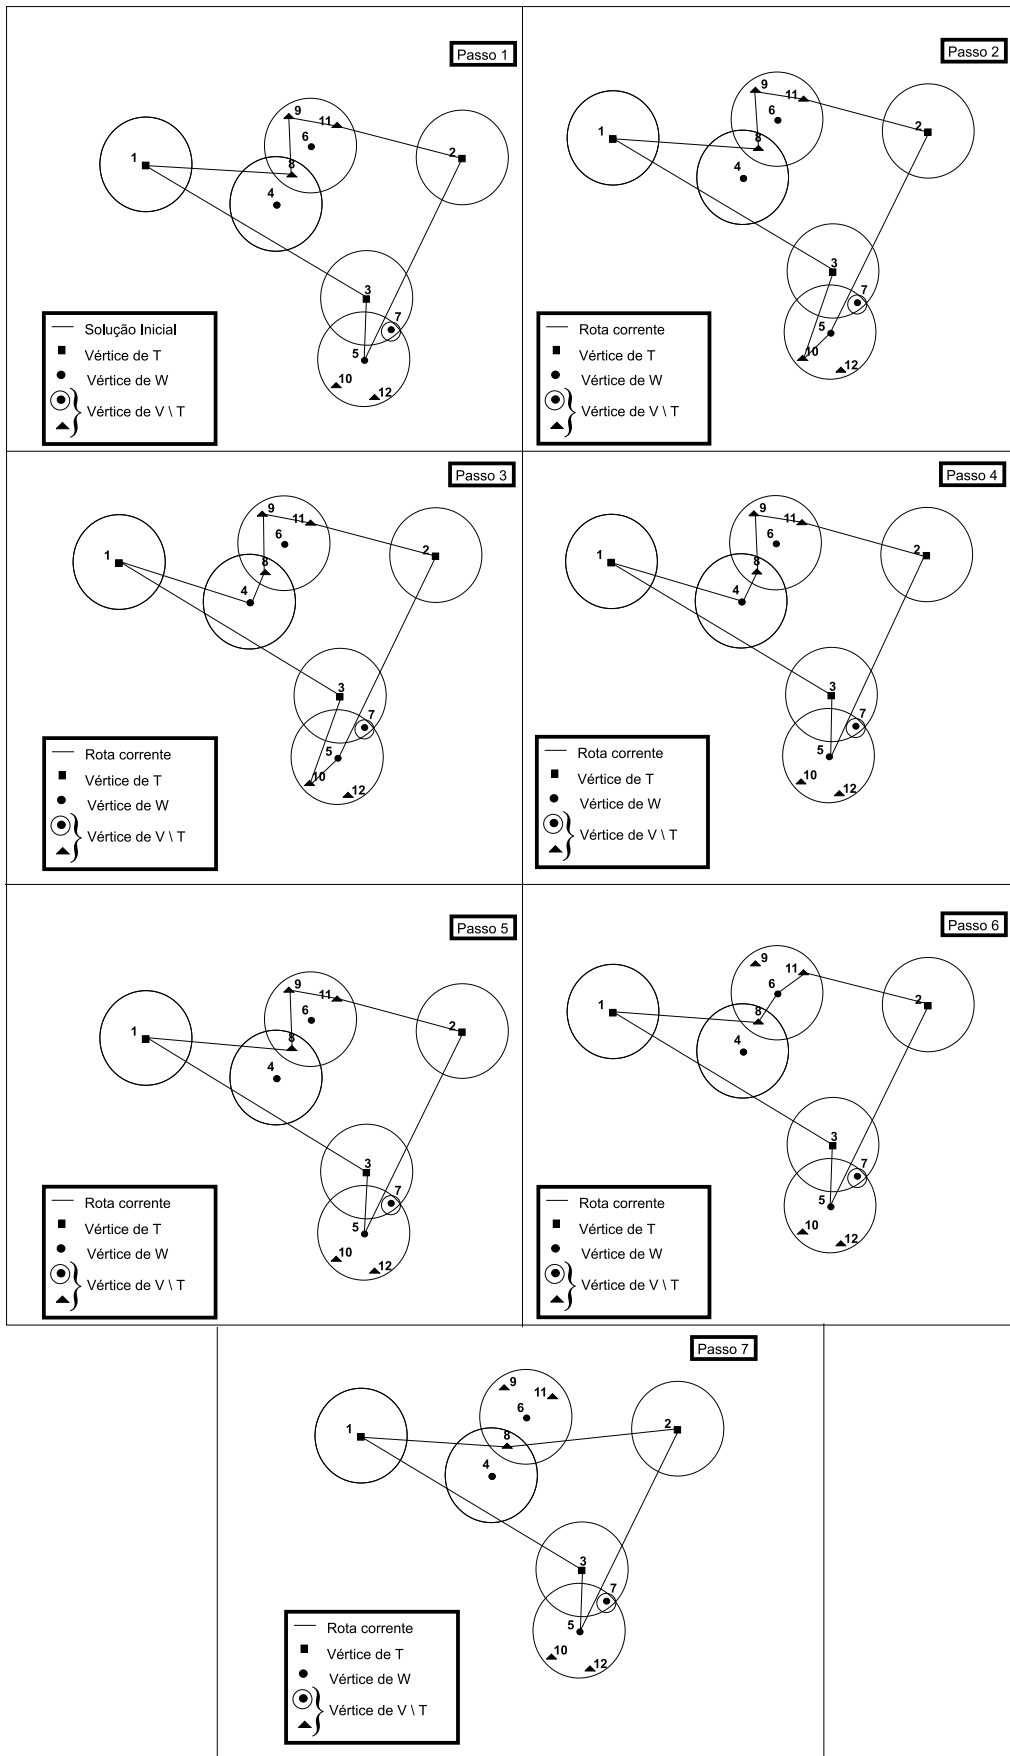 Passo 1
9
11
6
1
2
8
4
3
7
5
10
12
Solução Inicial
Vértice de T
Vértice de W
Vértice de V \ T
Passo 2
9
11
6
1
2
8
4
3
7
5
10
12
Rota corrente
Vértice de T
Vértice de W
Vértice de V \ T
Passo 3
9
11
6
1
2
8
4
3
7
5
10
12
Rota corrente
Vértice de T
Vértice de W
Vértice de V \ T
Passo 4
9
11
6
1
2
8
4
3
7
5
10
12
Rota corrente
Vértice de T
Vértice de W
Vértice de V \ T
Passo 5
9
11
6
1
2
8
4
3
7
5
10
12
Rota corrente
Vértice de T
Vértice de W
Vértice de V \ T
Passo 6
9
11
6
1
2
8
4
3
7
5
10
12
Rota corrente
Vértice de T
Vértice de W
Vértice de V \ T
Passo 7
9
11
6
1
2
8
4
3
7
5
10
12
Rota corrente
Vértice de T
Vértice de W
Vértice de V \ T